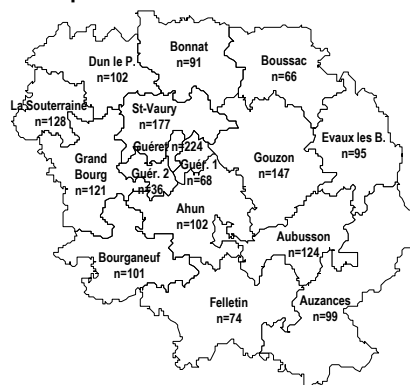 Bonnat
n=91
Dun le P.
n=102
Boussac
n=66
La Souterraine
n=128
St-Vaury
n=177
Evaux les B.
n=95
Guéret n=224
Grand
Bourg
n=121
Guér. 1
n=68
Gouzon
n=147
Guér. 2
n=36
Ahun
n=102
Aubusson
n=124
Bourganeuf
n=101
Felletin
n=74
Auzances
n=99